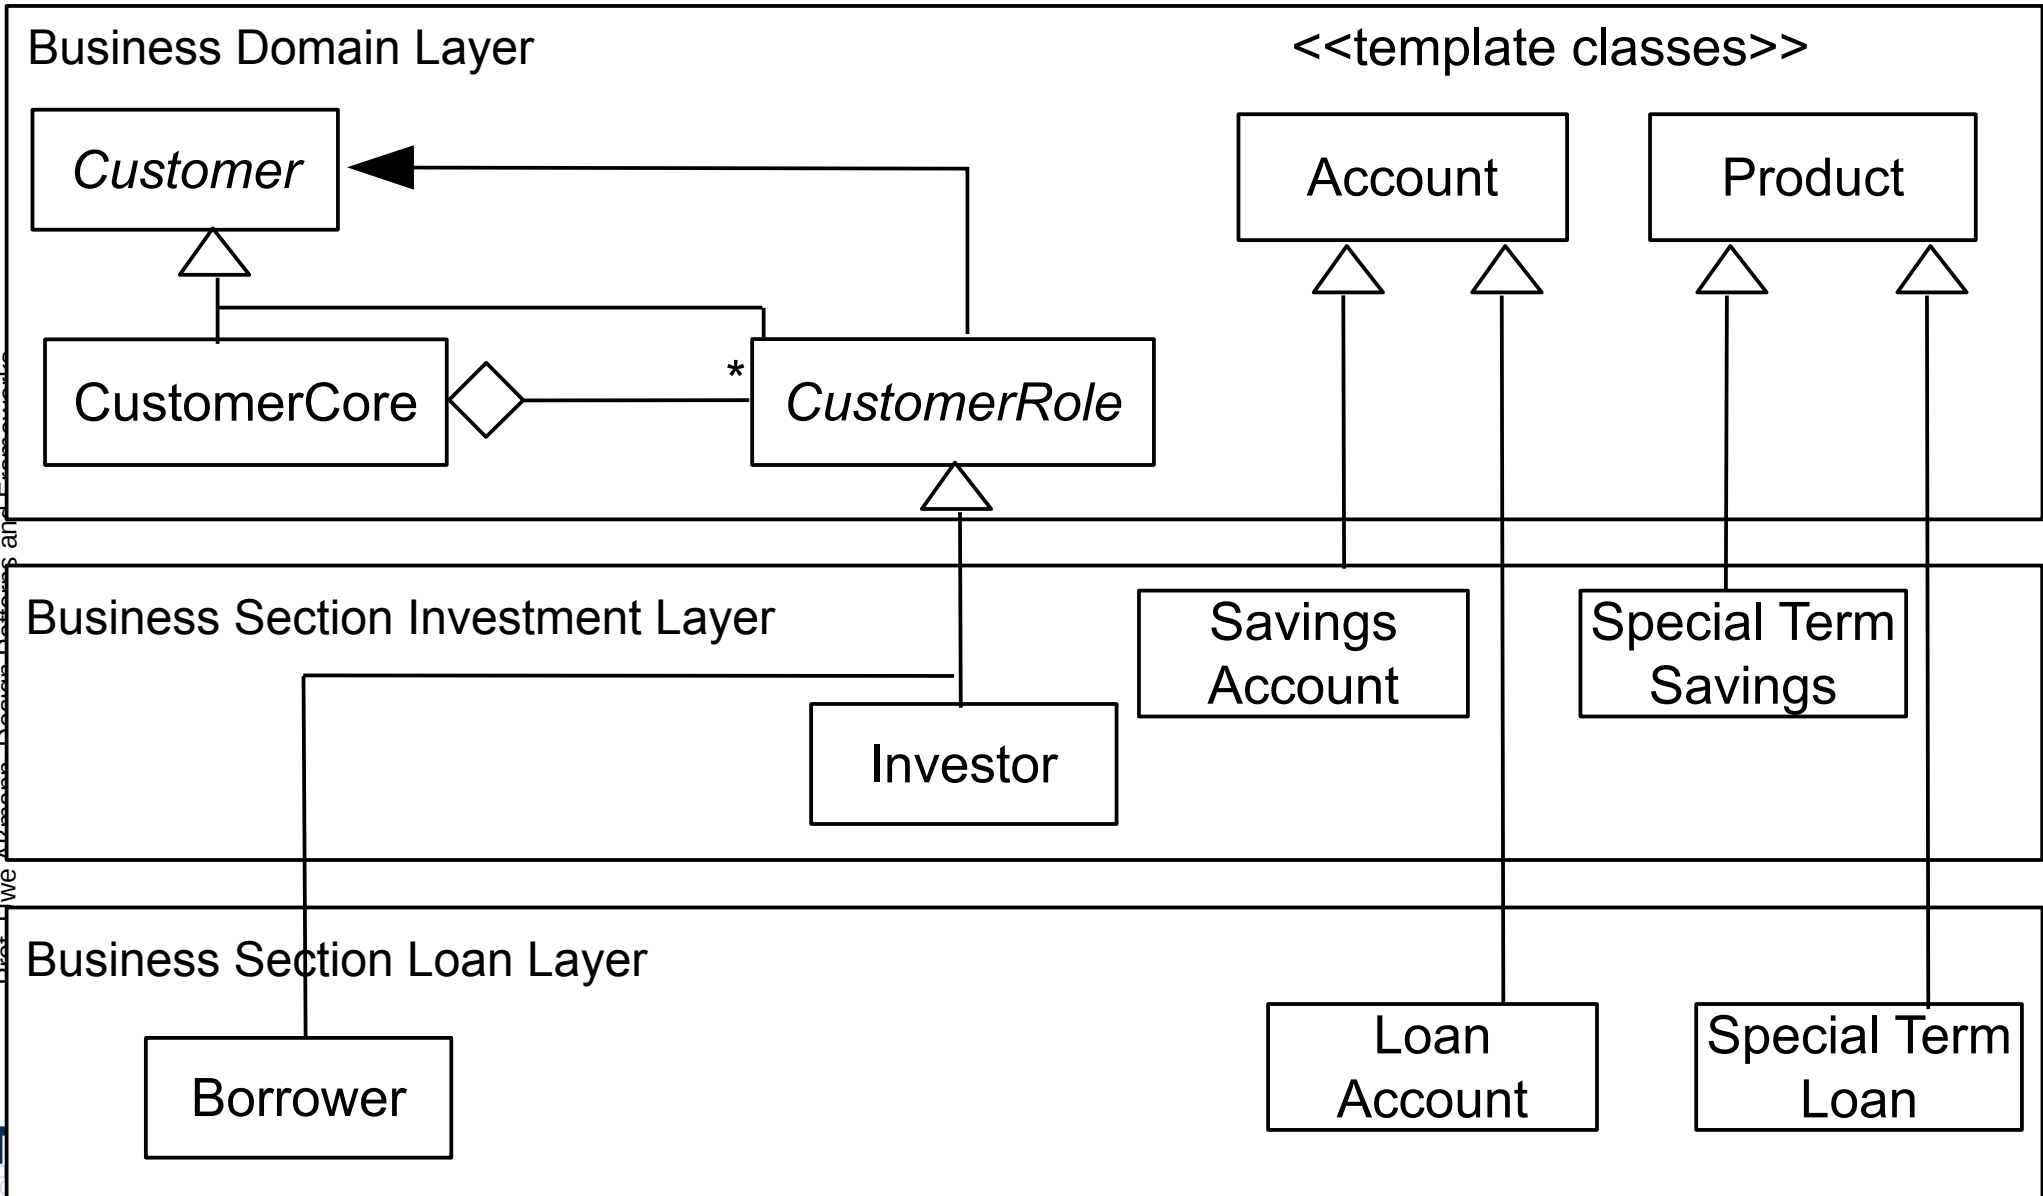 Business Domain Layer
<<template classes>>
Customer
Account
Product
CustomerCore
*
CustomerRole
Business Section Investment Layer
Savings
Account
Special Term
Savings
Investor
Business Section Loan Layer
Borrower
Loan
Account
Special Term
Loan